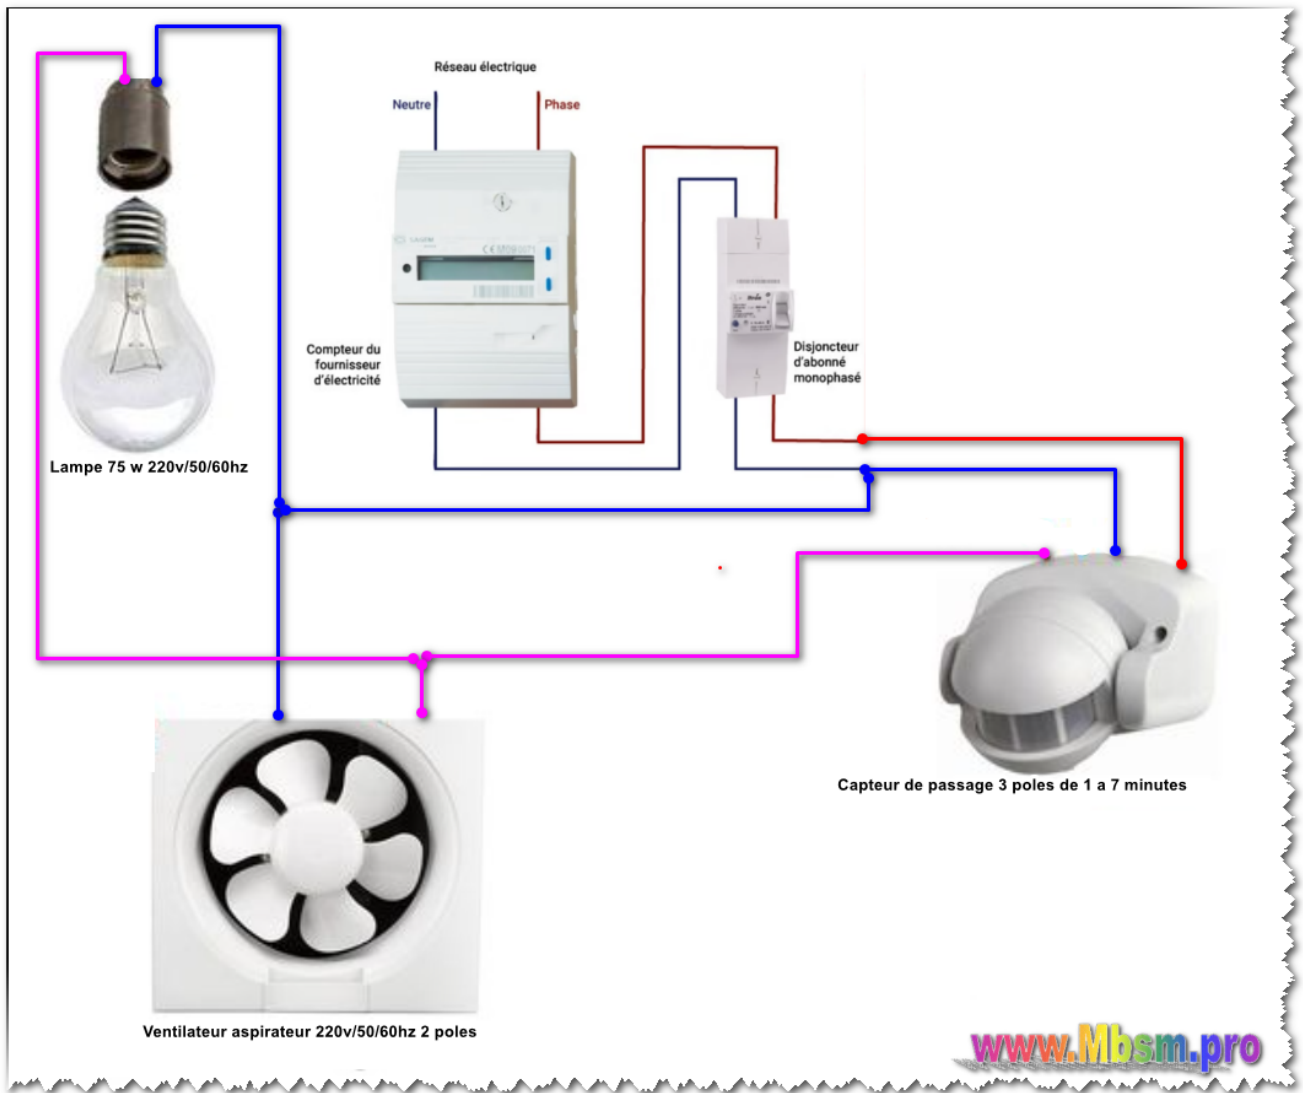 Réseau électrique
Neutre
Phase
Compteur du
fournisseur
d'électricité
Disjoncteur
d'abonné
monophasé
Lampe 75 w 220v/50/60hz
Capteur de passage 3 poles de 1 a 7 minutes
Ventilateur aspirateur 220v/50/60hz 2 poles
www.Mbsm.pro